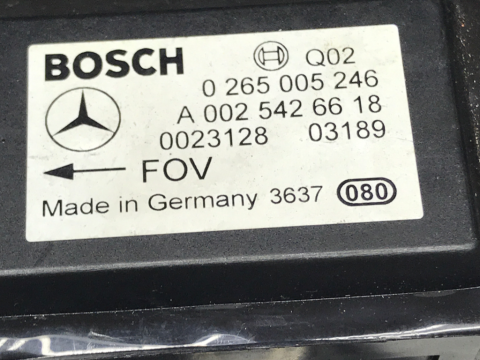 BOSCH Q02
0 265 005 246
A 002 542 66 18
0023128 03189
FOV
Made in Germany 3637 080